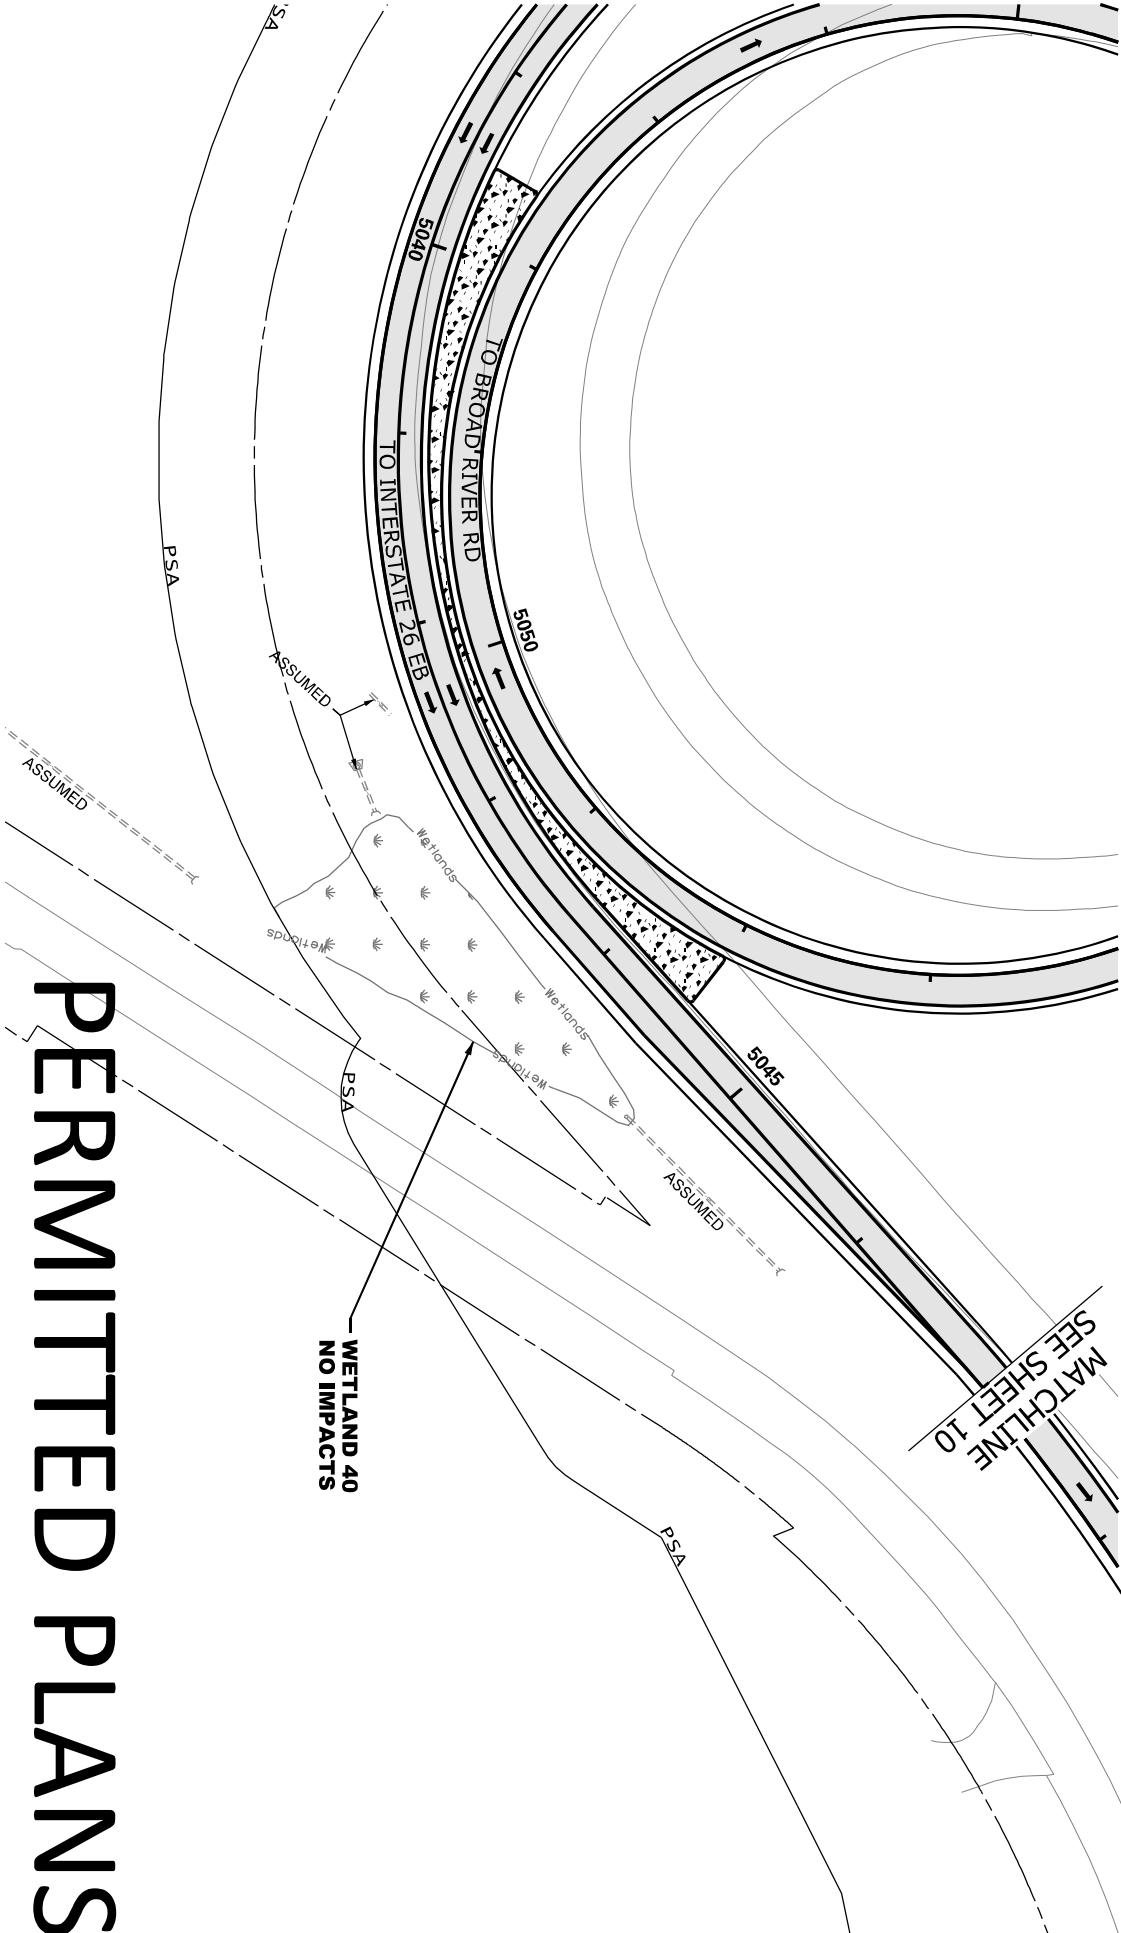 PSA
5040
TO BROAD RIVER RD
TO INTERSTATE 26 EB
5050
PSA
ASSUMED
ASSUMED
Wetlands
Wetlands
Wetlands
Wetlands
5045
PSA
ASSUMED
WETLAND 40
NO IMPACTS
MATCHLINE
SEE SHEET 10
PSA
PERMITTED PLANS